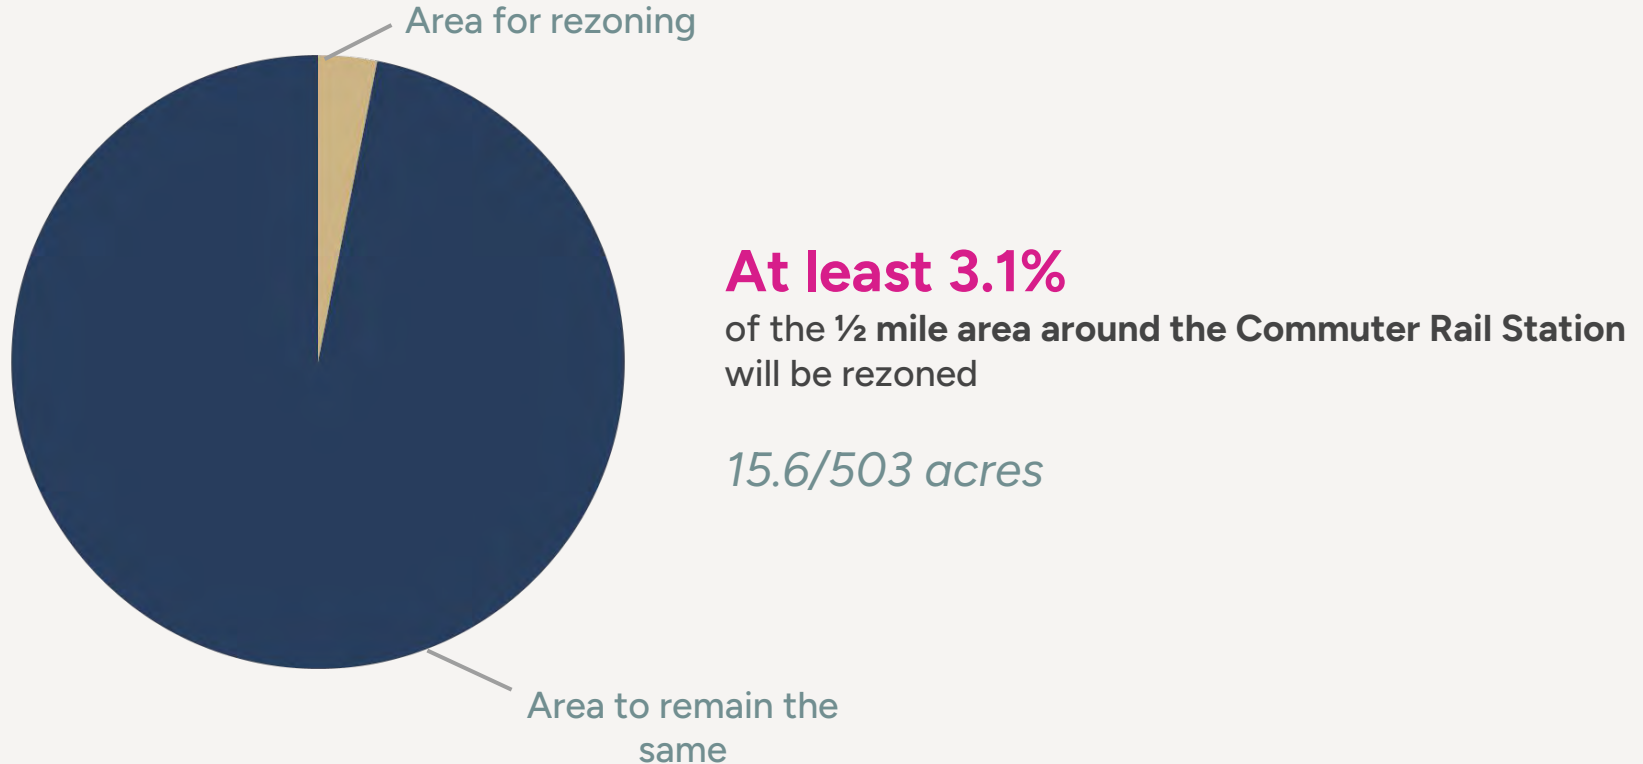 Area for rezoning
At least 3.1%
of the ½ mile area around the Commuter Rail Station
will be rezoned
15.6/503 acres
Area to remain the
same